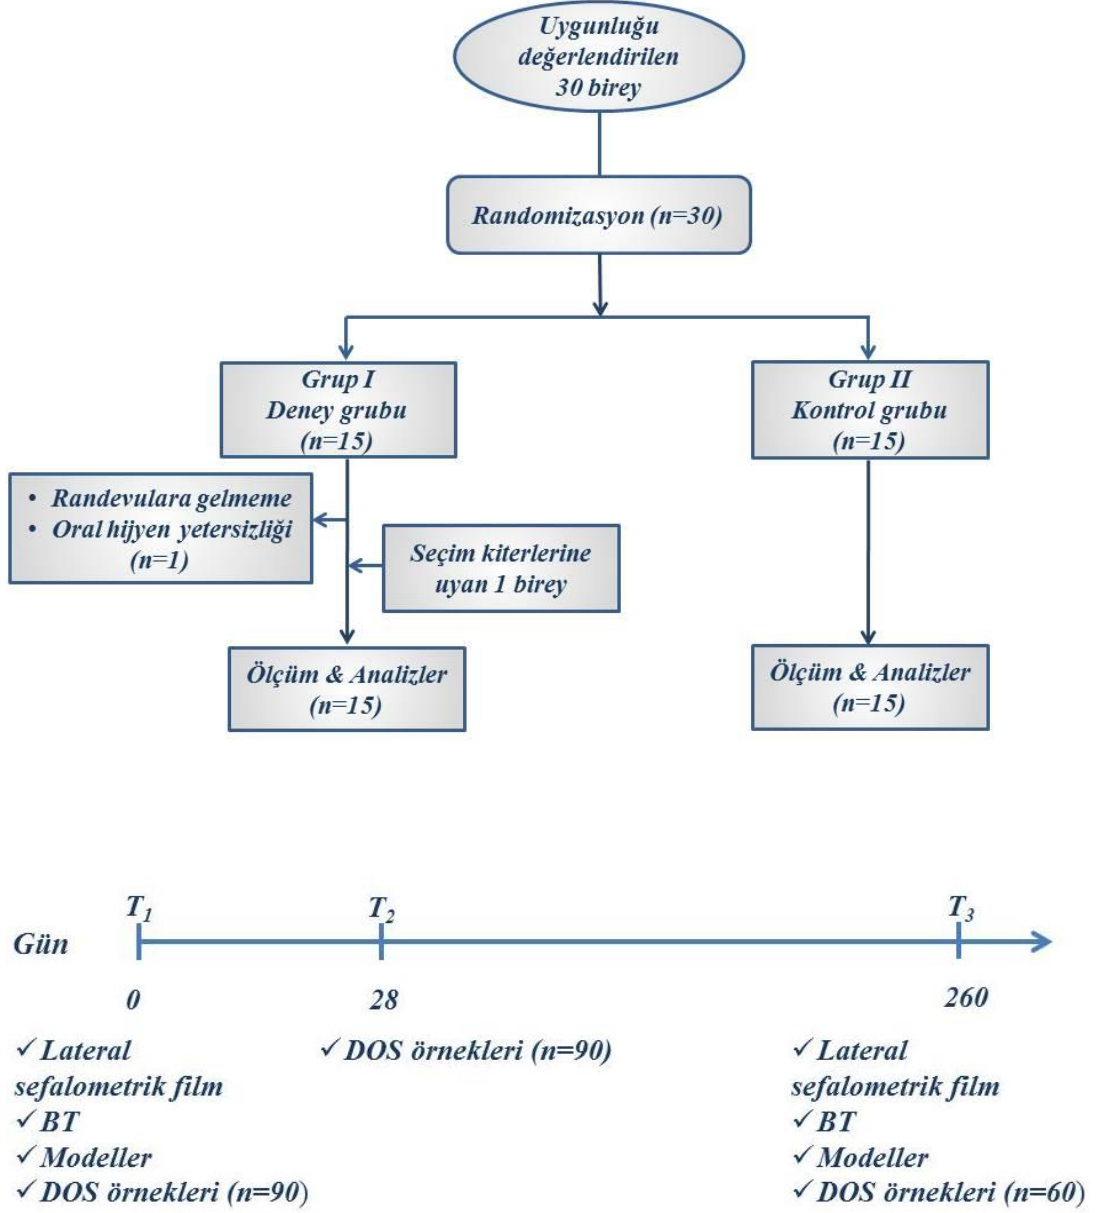 Uygunluğu
değerlendirilen
30 birey
Randomizasyon (n=30)
Grup I
Deney grubu
(n=15)
Grup II
Kontrol grubu
(n=15)
• Randevulara gelmeme
• Oral hijyen yetersizliği
(n=1)
Seçim kiterlerine
uyan 1 birey
Ölçüm & Analizler
(n=15)
Ölçüm & Analizler
(n=15)
T1
T2
T3
Gün
0
28
260
✓ Lateral
sefalometrik film
✓ BT
✓ Modeller
✓ DOS örnekleri (n=90)
✓ DOS örnekleri (n=90)
✓ Lateral
sefalometrik film
✓ BT
✓ Modeller
✓ DOS örnekleri (n=60)